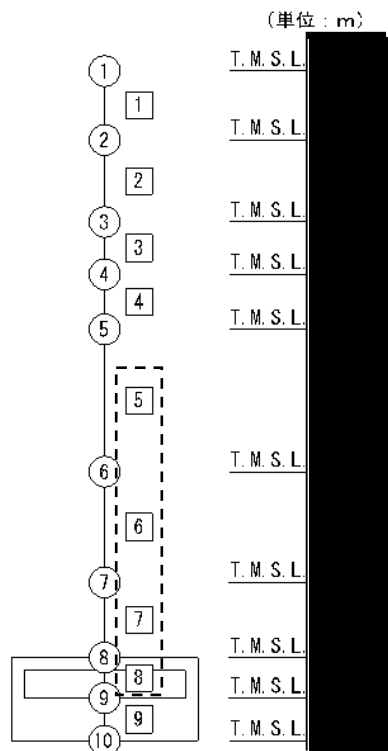 (単位：m)
① T. M. S. L.
1
② T. M. S. L.
2
③ T. M. S. L.
3
④ T. M. S. L.
4
⑤ T. M. S. L.
5
⑥ T. M. S. L.
6
⑦ T. M. S. L.
7
⑧ T. M. S. L.
8
⑨ T. M. S. L.
9
⑩ T. M. S. L.